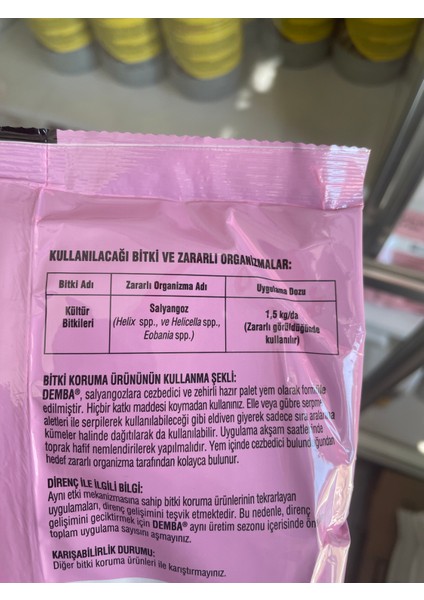 KULLANILACAĞI BİTKİ VE ZARARLI ORGANİZMALAR:
Bitki Adı Zararlı Organizma Adı Uygulama Dozu
Kültür Bitkileri
Salyangoz
(Helix spp., ve Helicella spp.,
Eobania spp.)
1,5 kg/da
(Zararlı görüldüğünde
kullanılır)
BİTKİ KORUMA ÜRÜNÜNÜN KULLANMA ŞEKLİ:
DEMBA®, salyangozlara cezbedici ve zehirli hazır palet yem olarak formüle
edilmiştir. Hiçbir katkı maddesi koymadan kullanınız. Elle veya gübre serpme
aletleri ile serpilerek kullanılabileceği gibi eldiven giyerek sadece sıra aralarına
kümeler halinde dağıtılarak da kullanılabilir. Uygulama akşam saatlerinde
toprak hafif nemlendirilerek yapılmalıdır. Yem içinde cezbedici bulunduğundan
hedef zararlı organizma tarafından kolayca bulunur.
DİRENÇ İLE İLGİLİ BİLGİ:
Aynı etki mekanizmasına sahip bitki koruma ürünlerinin tekrarlayan
uygulamaları, direnç gelişimini teşvik etmektedir. Bu nedenle, direnç
gelişimini geciktirmek için DEMBA® aynı üretim sezonu içerisinde
toplam uygulama sayısını aşmayınız.
KARIŞABİLİRLİK DURUMU:
Diğer bitki koruma ürünleri ile karıştırmayınız.